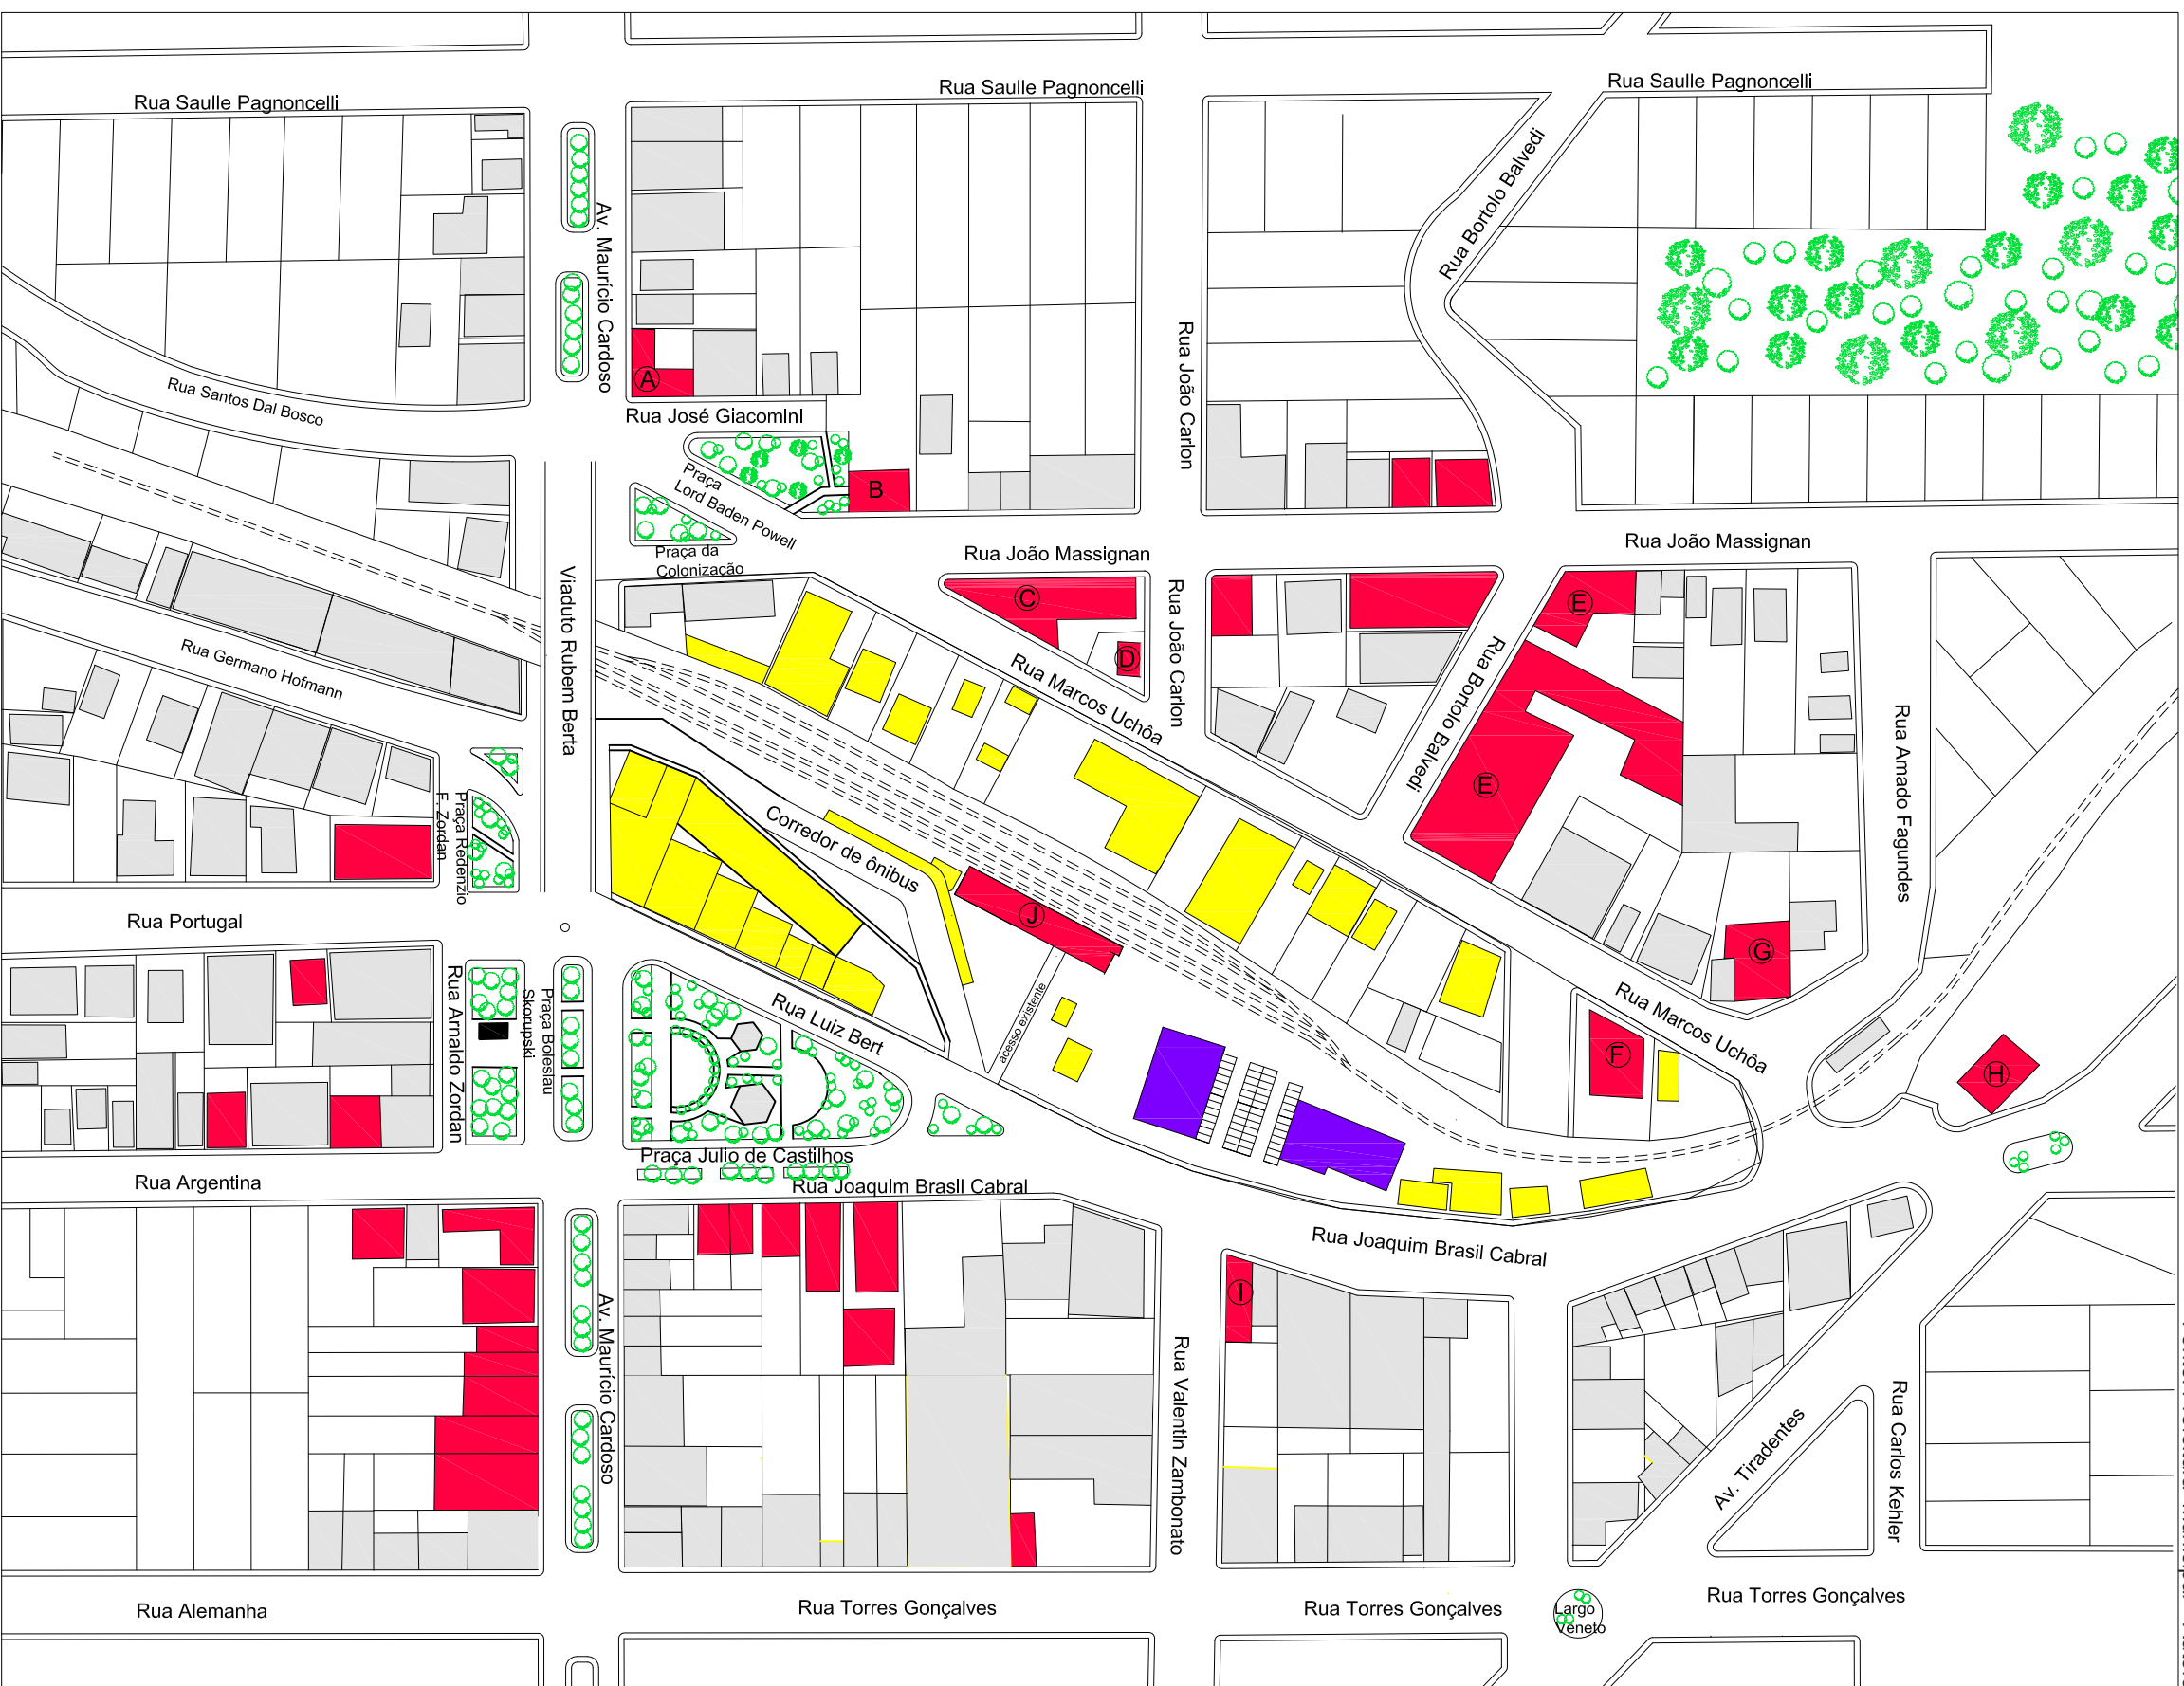 Rua Saulle Pagnoncelli
Rua Saulle Pagnoncelli
Rua Saulle Pagnoncelli
Av. Maurício Cardoso
Rua Bortolo Balvedi
Rua João Carlon
Rua Santos Dal Bosco
A
Rua José Giacomini
Praça
Lord Baden Powell
B
Praça da
Colonização
Rua João Massignan
Rua João Massignan
Viaduto Rubem Berta
Rua Germano Hofmann
C
D
Rua João Carlon
Rua Marcos Uchôa
E
Rua Bortolo Balvedi
E
Rua Amado Fagundes
Praça Redenzio
F. Zordan
Corredor de ônibus
J
G
Rua Portugal
Rua Arnaldo Zordan
Praça Boleslau
Skorupski
Rua Luiz Bert
acesso existente
Rua Marcos Uchôa
F
H
Praça Julio de Castilhos
Rua Argentina
Rua Joaquim Brasil Cabral
Rua Joaquim Brasil Cabral
I
Av. Maurício Cardoso
Rua Valentin Zambonato
Av. Tiradentes
Rua Carlos Kehler
Rua Alemanha
Rua Torres Gonçalves
Rua Torres Gonçalves
Largo
Veneto
Rua Torres Gonçalves